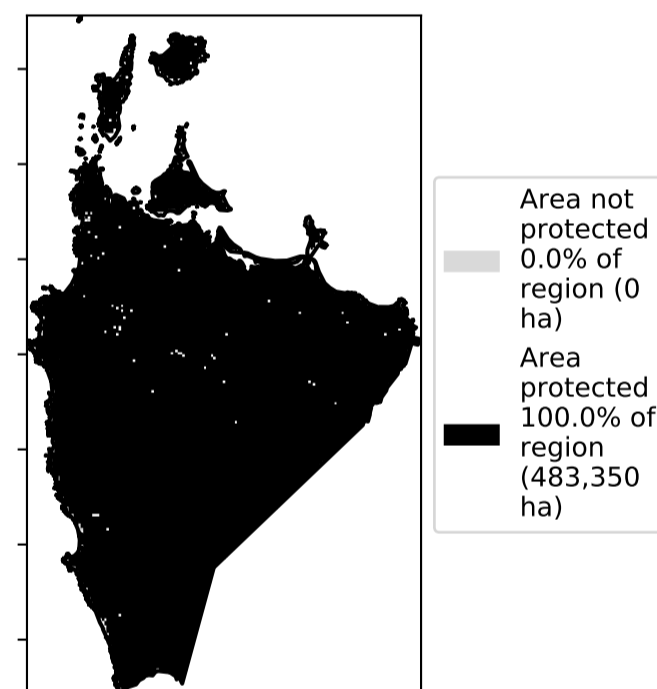 Area not
protected
0.0% of
region (0
ha)
Area
protected
100.0% of
region
(483,350
ha)